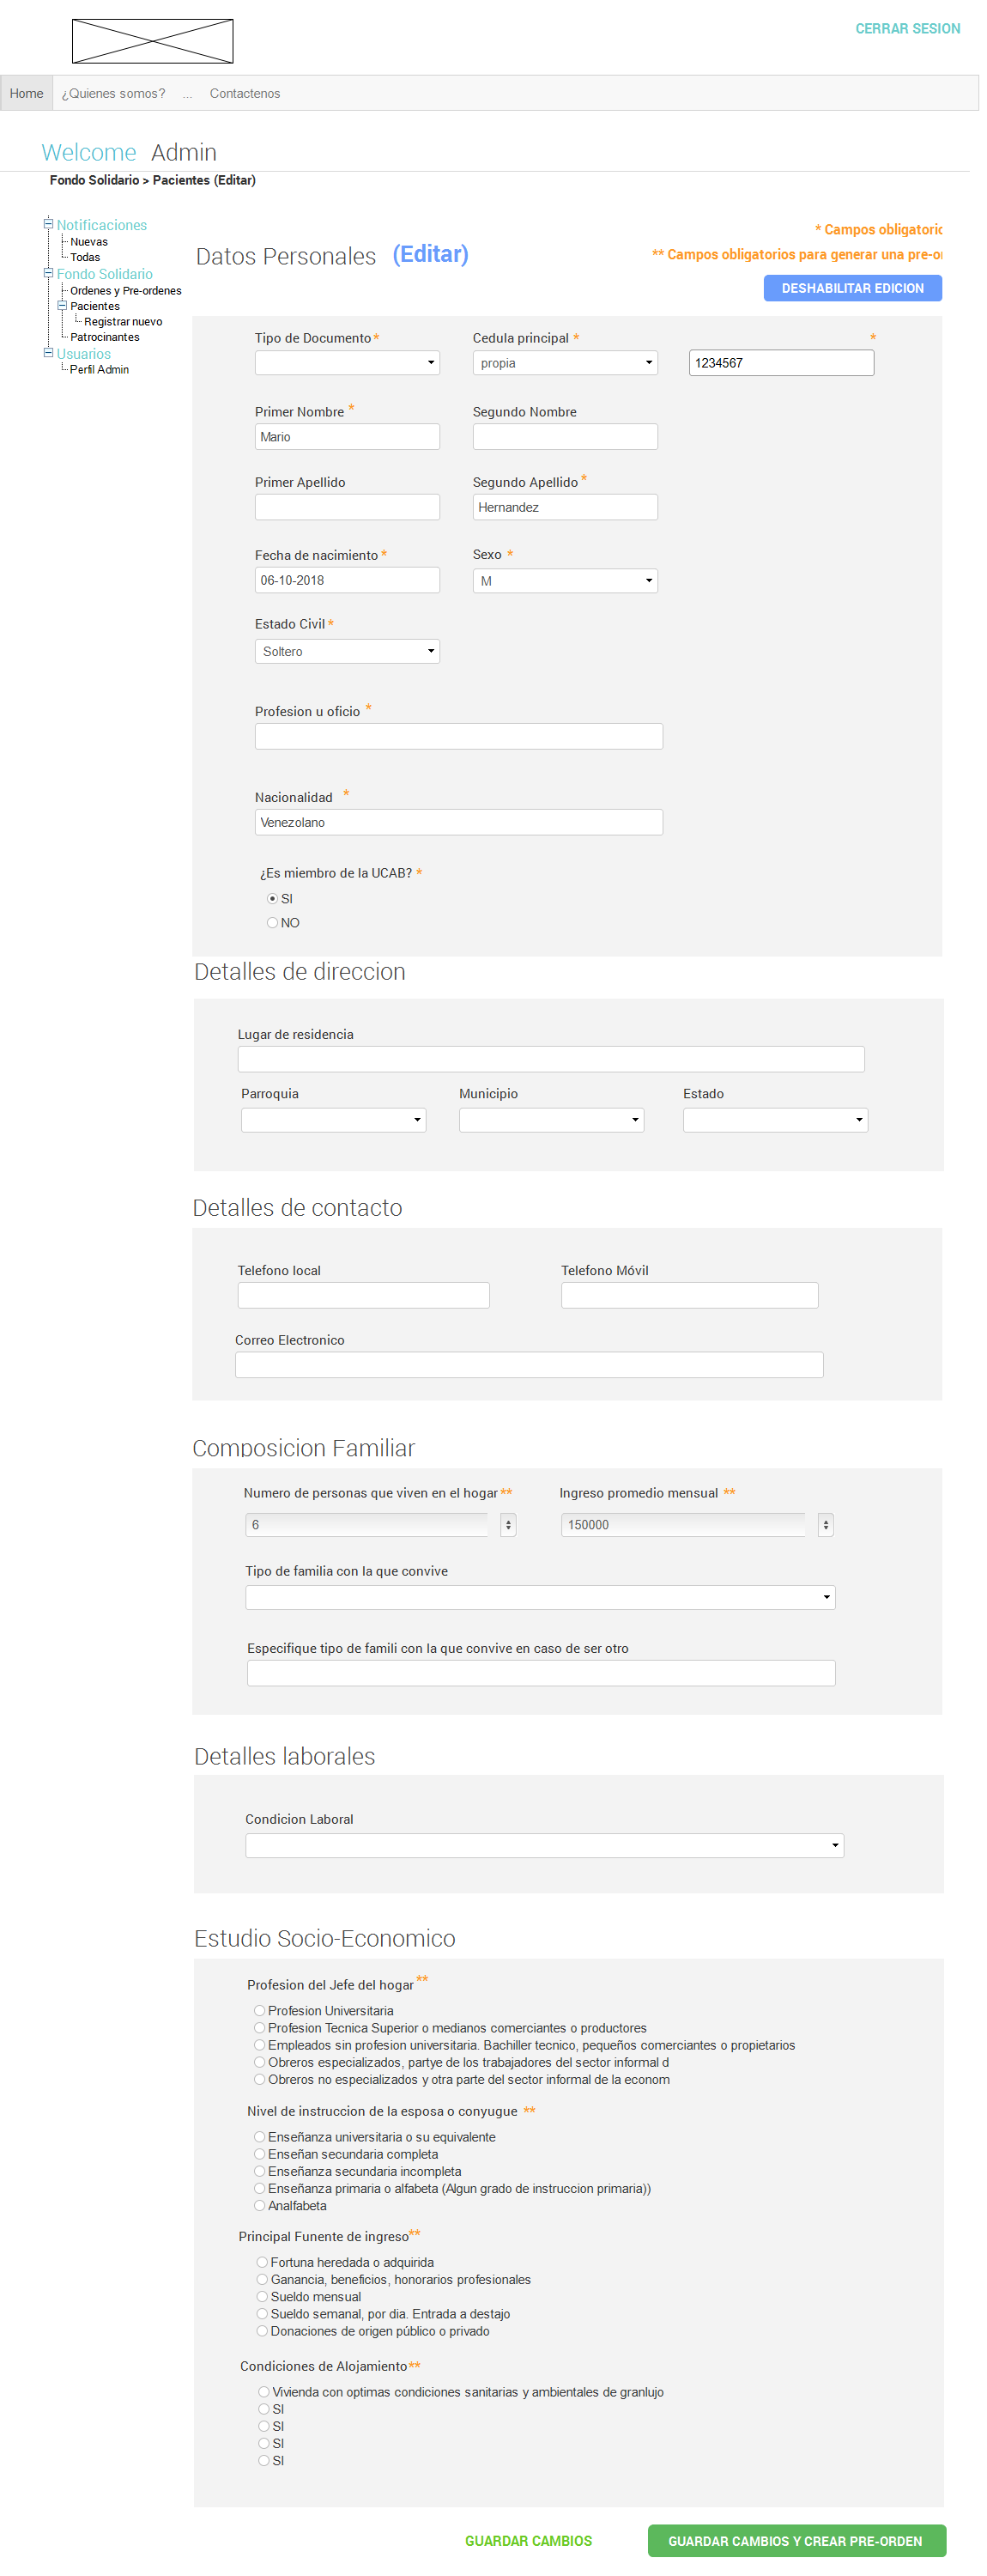 CERRAR SESION
Home ¿Quienes somos? ... Contactenos
Welcome Admin
Fondo Solidario > Pacientes (Editar)
Notificaciones
Nuevas
Todas
Fondo Solidario
Ordenes y Pre-ordenes
Pacientes
Registrar nuevo
Patrocinantes
Usuarios
Perfil Admin
Datos Personales (Editar)
* Campos obligatoric
** Campos obligatorios para generar una pre-or
DESHABILITAR EDICION
Tipo de Documento* Cedula principal * *
propia 1234567
Primer Nombre * Segundo Nombre
Mario
Primer Apellido Segundo Apellido*
Hernandez
Fecha de nacimiento* Sexo *
06-10-2018 M
Estado Civil*
Soltero
Profesion u oficio *
Nacionalidad *
Venezolano
¿Es miembro de la UCAB? *
SI
NO
Detalles de direccion
Lugar de residencia
Parroquia Municipio Estado
Detalles de contacto
Telefono local Telefono Móvil
Correo Electronico
Composicion Familiar
Numero de personas que viven en el hogar** Ingreso promedio mensual **
6 150000
Tipo de familia con la que convive
Especifique tipo de famili con la que convive en caso de ser otro
Detalles laborales
Condicion Laboral
Estudio Socio-Economico
Profesion del Jefe del hogar**
Profesion Universitaria
Profesion Tecnica Superior o medianos comerciantes o productores
Empleados sin profesion universitaria. Bachiller tecnico, pequeños comerciantes o propietarios
Obreros especializados, partye de los trabajadores del sector informal d
Obreros no especializados y otra parte del sector informal de la econom
Nivel de instruccion de la esposa o conyugue **
Enseñanza universitaria o su equivalente
Enseñan secundaria completa
Enseñanza secundaria incompleta
Enseñanza primaria o alfabeta (Algun grado de instruccion primaria))
Analfabeta
Principal Funente de ingreso**
Fortuna heredada o adquirida
Ganancia, beneficios, honorarios profesionales
Sueldo mensual
Sueldo semanal, por dia. Entrada a destajo
Donaciones de origen público o privado
Condiciones de Alojamiento**
Vivienda con optimas condiciones sanitarias y ambientales de granlujo
SI
SI
SI
SI
GUARDAR CAMBIOS GUARDAR CAMBIOS Y CREAR PRE-ORDEN